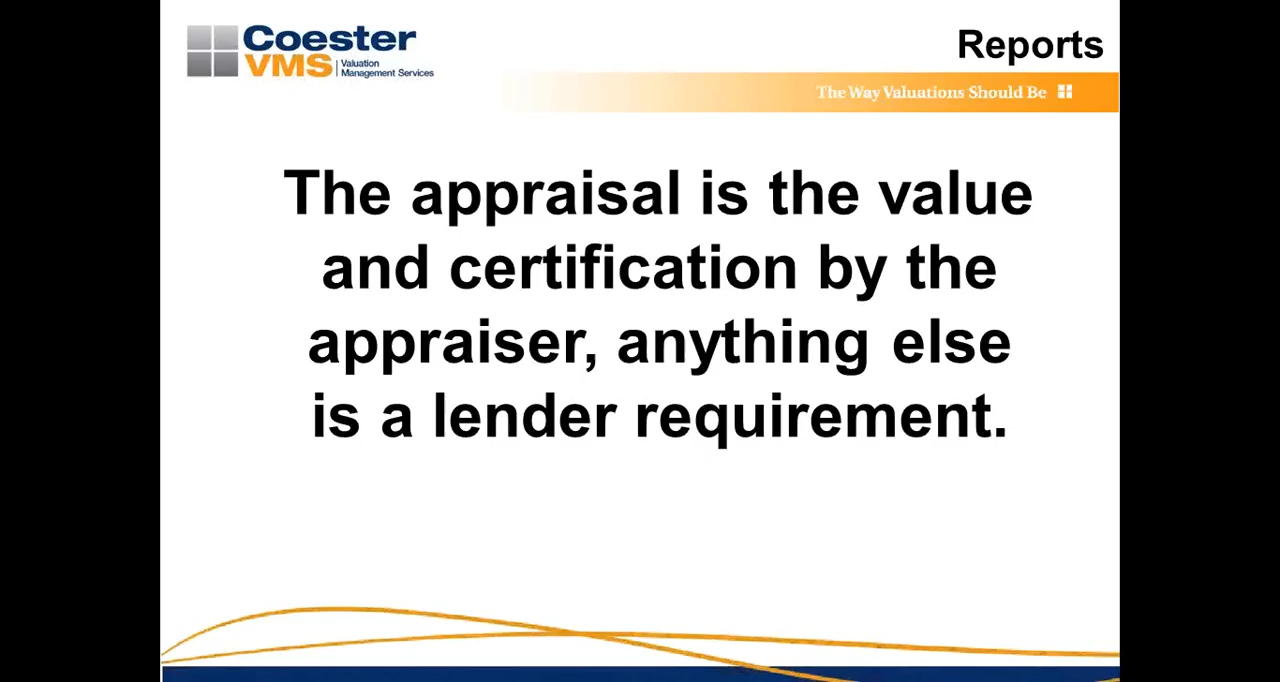 Coester
VMS
Valuation
Management Services
Reports
The Way Valuations Should Be
The appraisal is the value
and certification by the
appraiser, anything else
is a lender requirement.